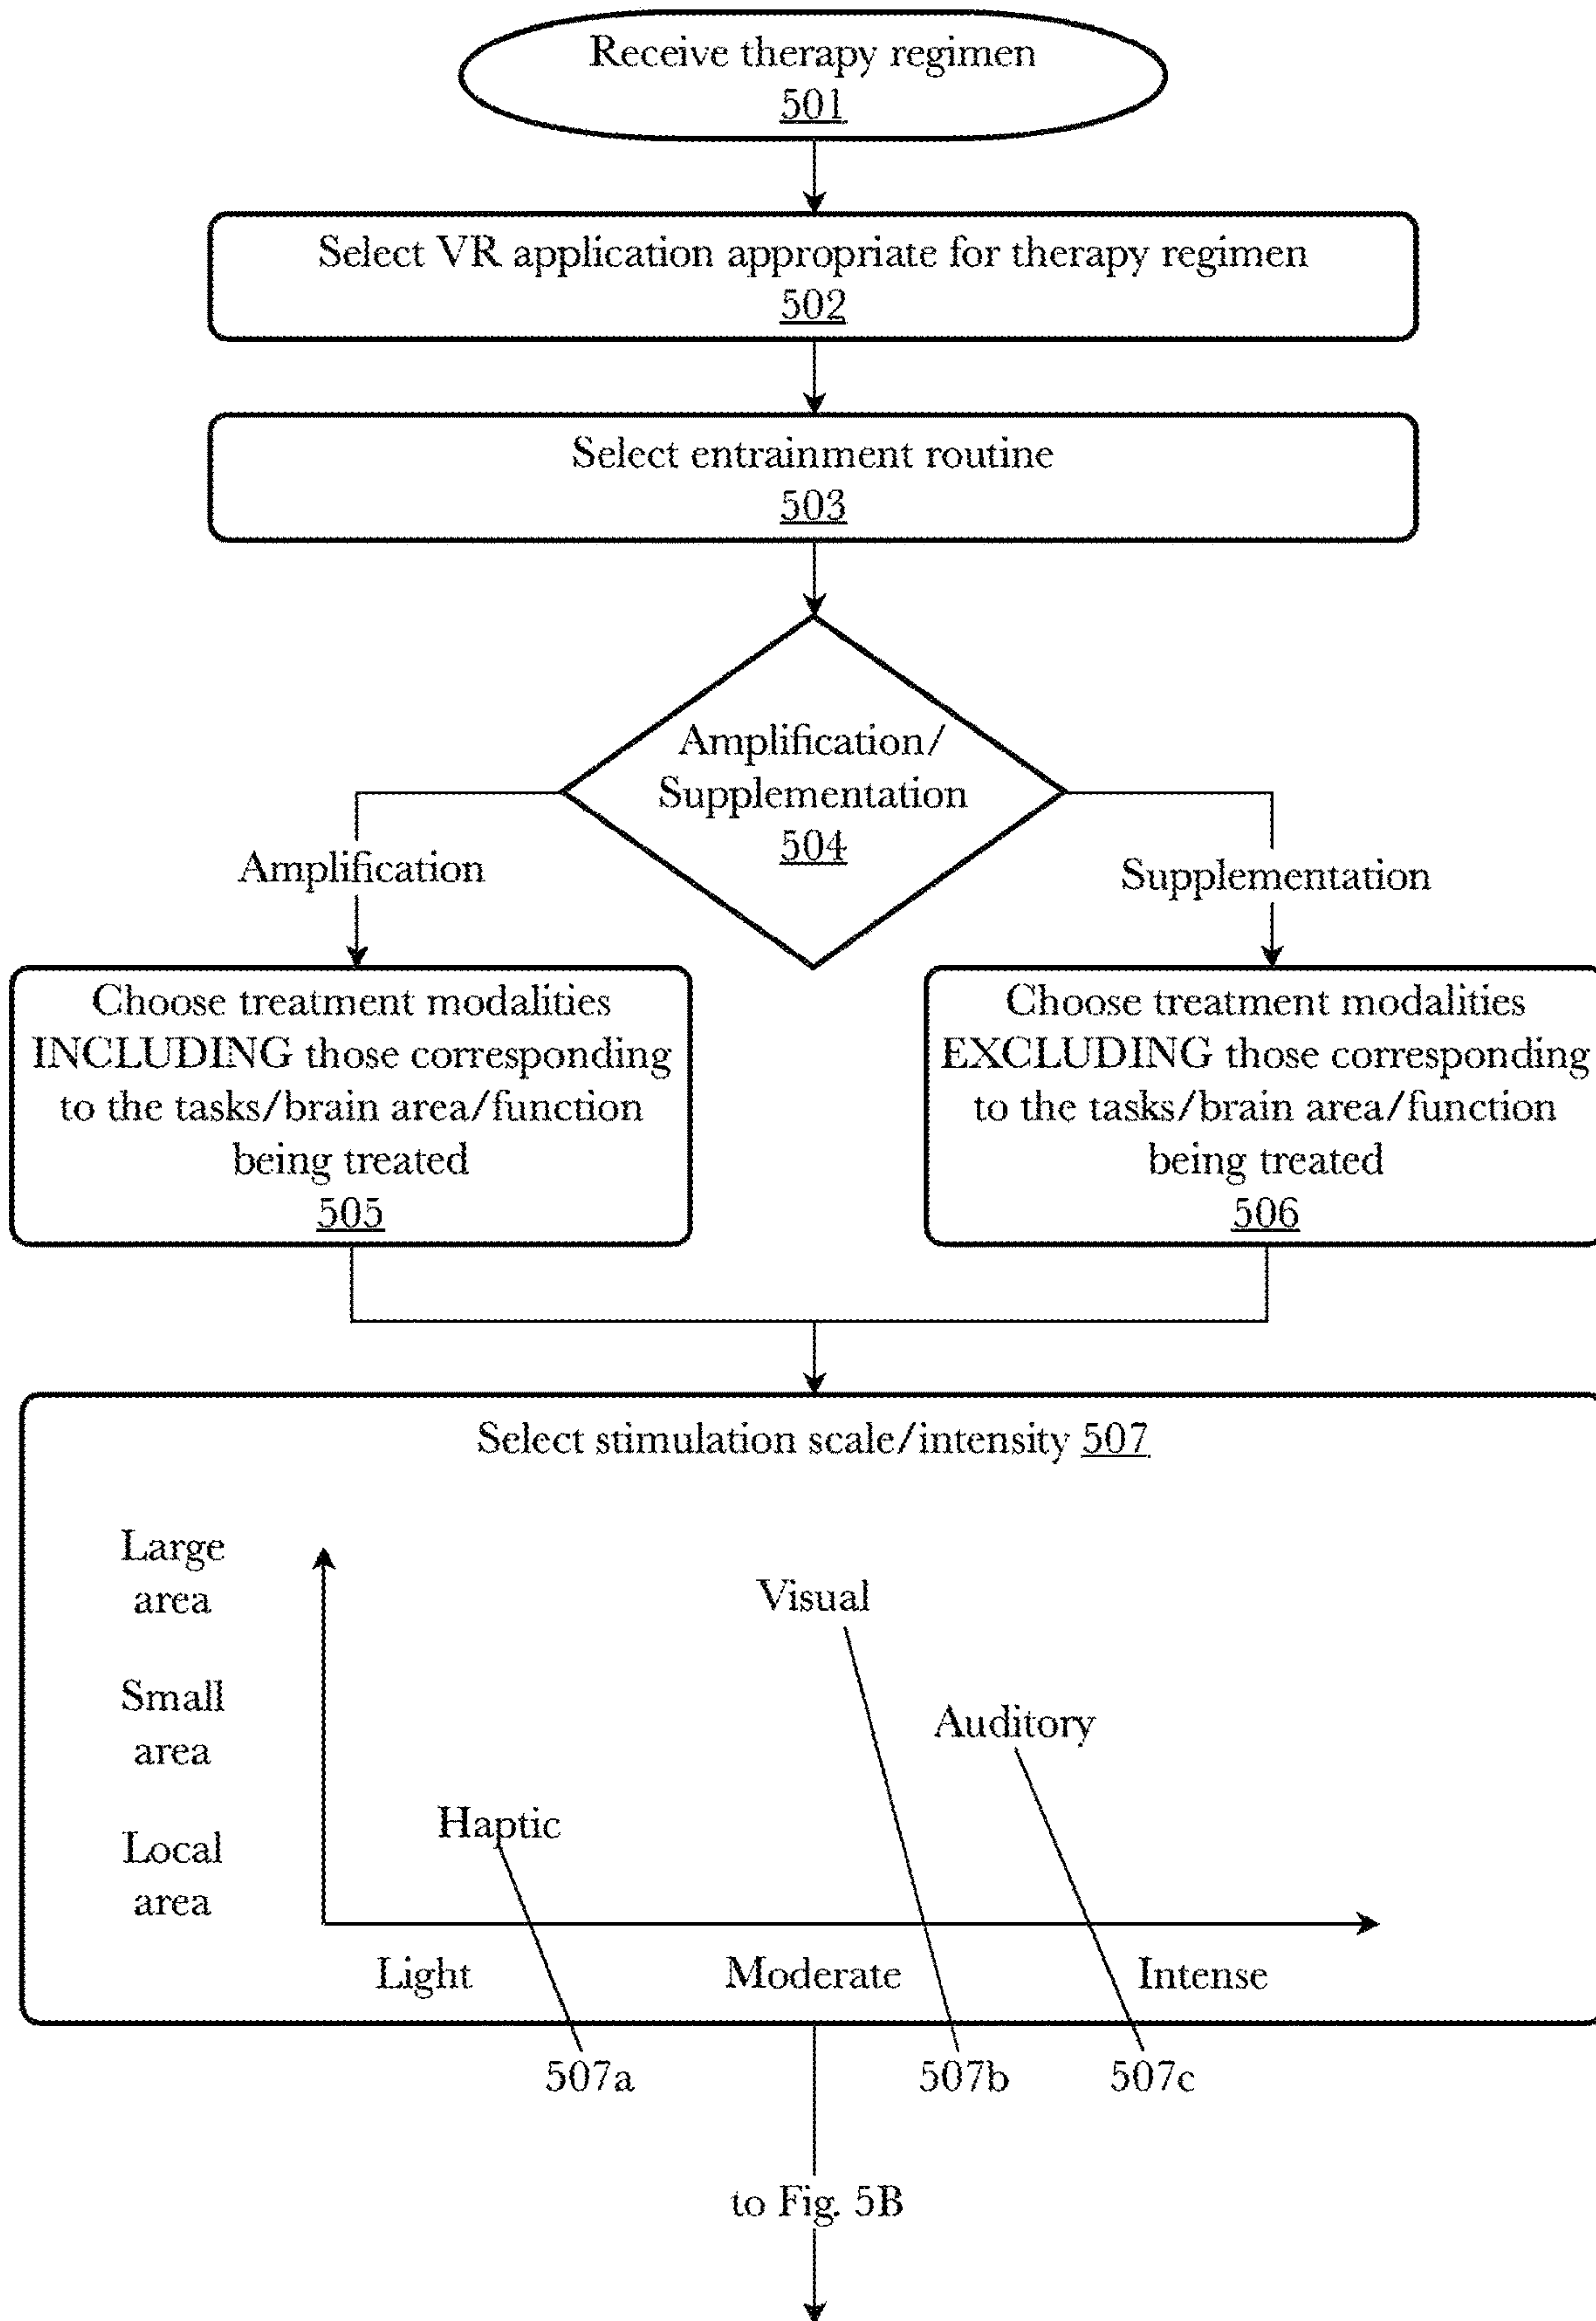 Receive therapy regimen
501
Select VR application appropriate for therapy regimen
502
Select entrainment routine
503
Amplification/
Supplementation
504
Amplification
Supplementation
Choose treatment modalities
INCLUDING those corresponding
to the tasks/brain area/function
being treated
505
Choose treatment modalities
EXCLUDING those corresponding
to the tasks/brain area/function
being treated
506
Select stimulation scale/intensity 507
Large
area
Visual
Small
area
Auditory
Haptic
Local
area
Light
Moderate
Intense
507a
507b
507c
to Fig. 5B